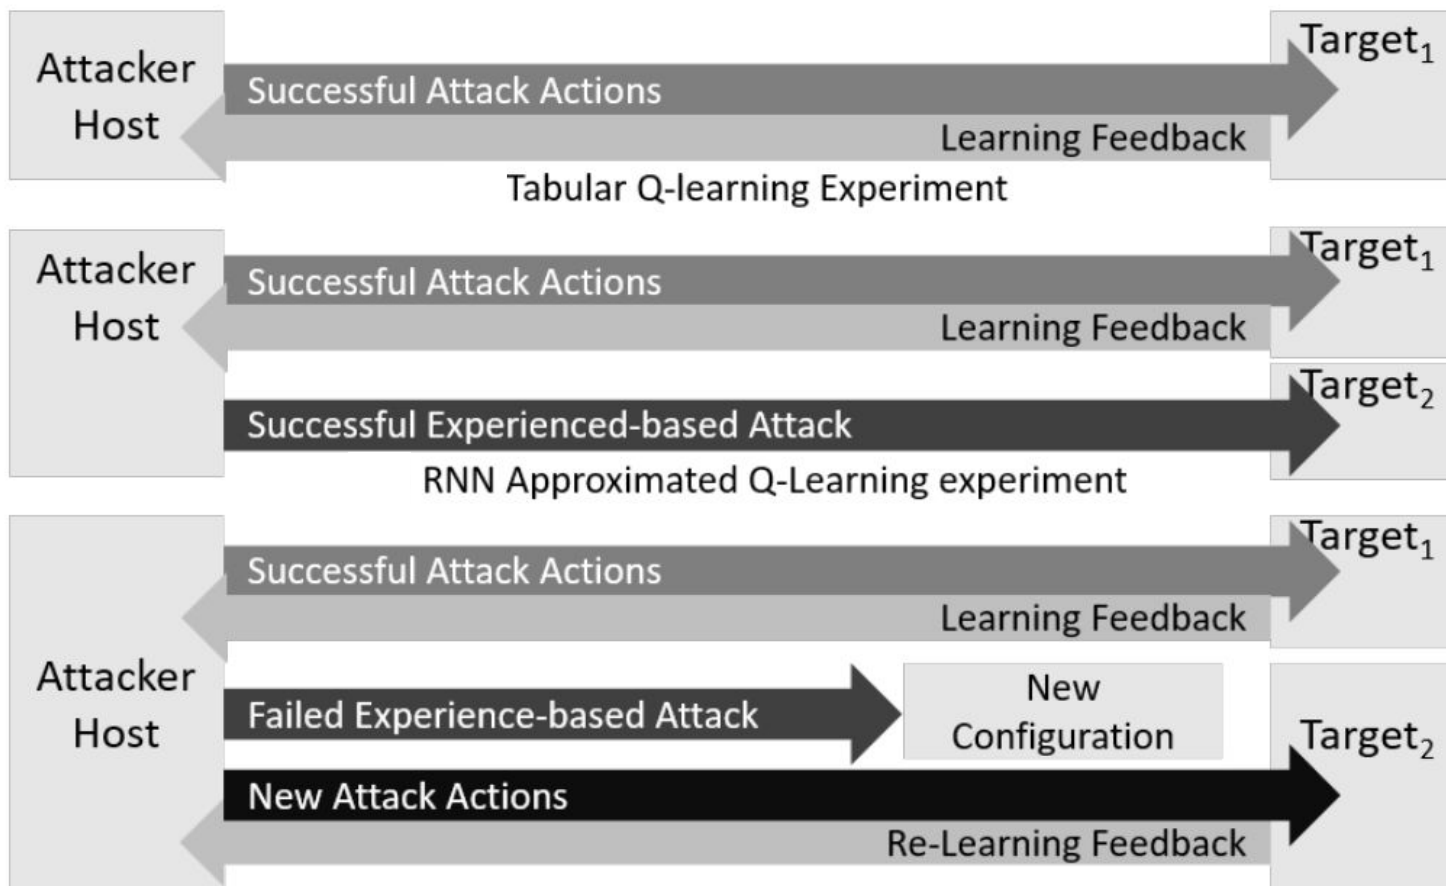 Attacker
Host
Target₁
Successful Attack Actions
Learning Feedback
Tabular Q-learning Experiment
Attacker
Host
Target₁
Successful Attack Actions
Learning Feedback
Target₂
Successful Experienced-based Attack
RNN Approximated Q-Learning experiment
Target₁
Successful Attack Actions
Learning Feedback
Attacker
Host
Failed Experience-based Attack
New
Configuration
Target₂
New Attack Actions
Re-Learning Feedback